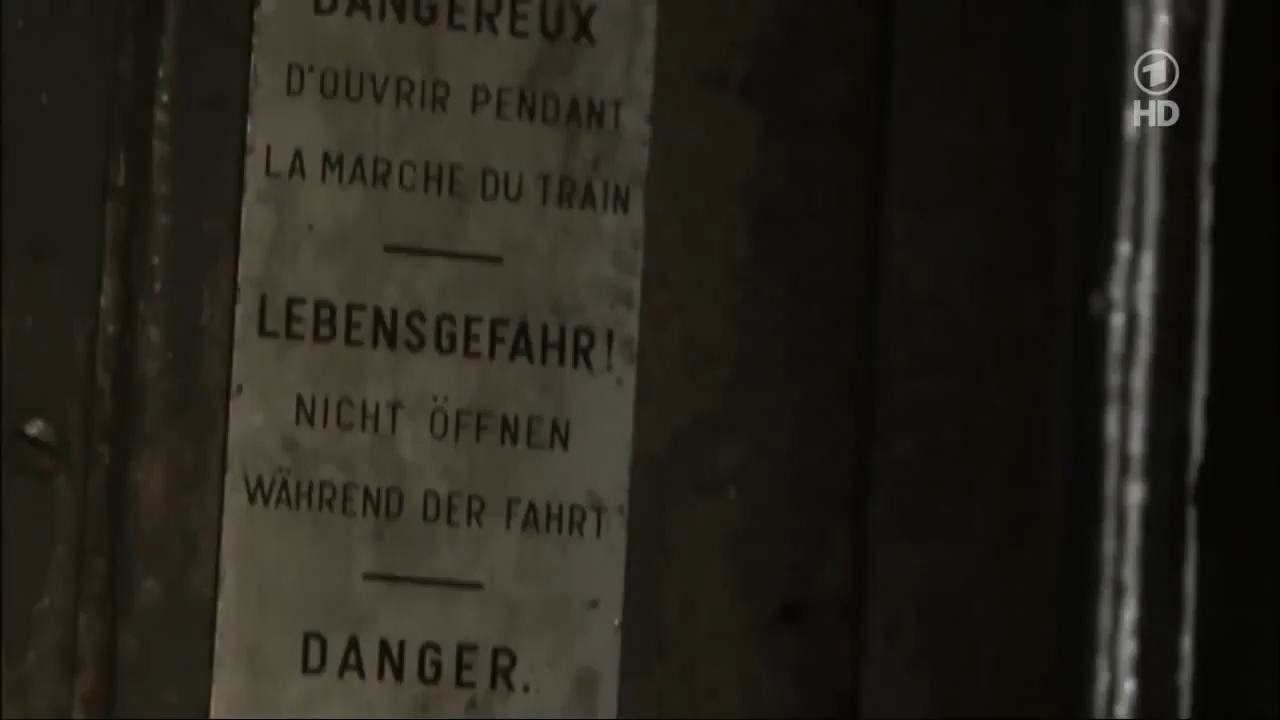 DANGEREUX
D'OUVRIR PENDANT
LA MARCHE DU TRAIN
LEBENSGEFAHR!
NICHT ÖFFNEN
WÄHREND DER FAHRT
DANGER.
1
HD